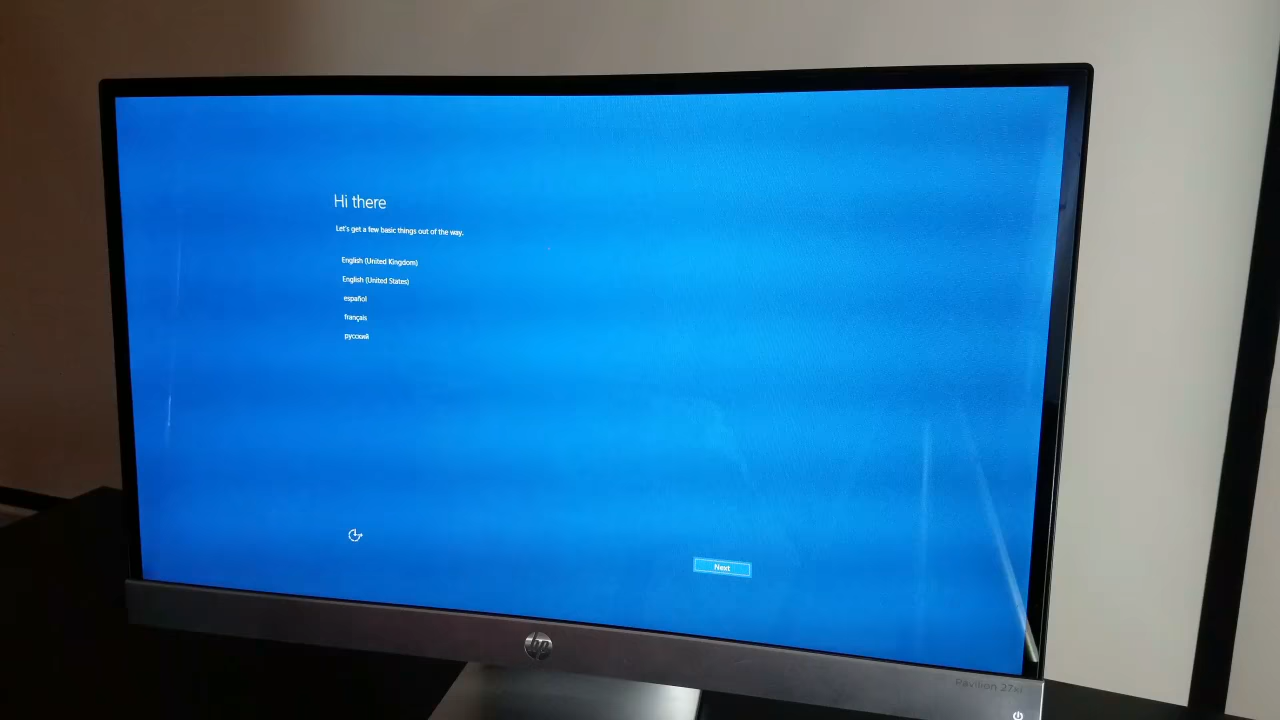 Hi there
Let's get a few basic things out of the way.
English (United Kingdom)
English (United States)
español
français
русский
Next
hp
Pavilion 27xi